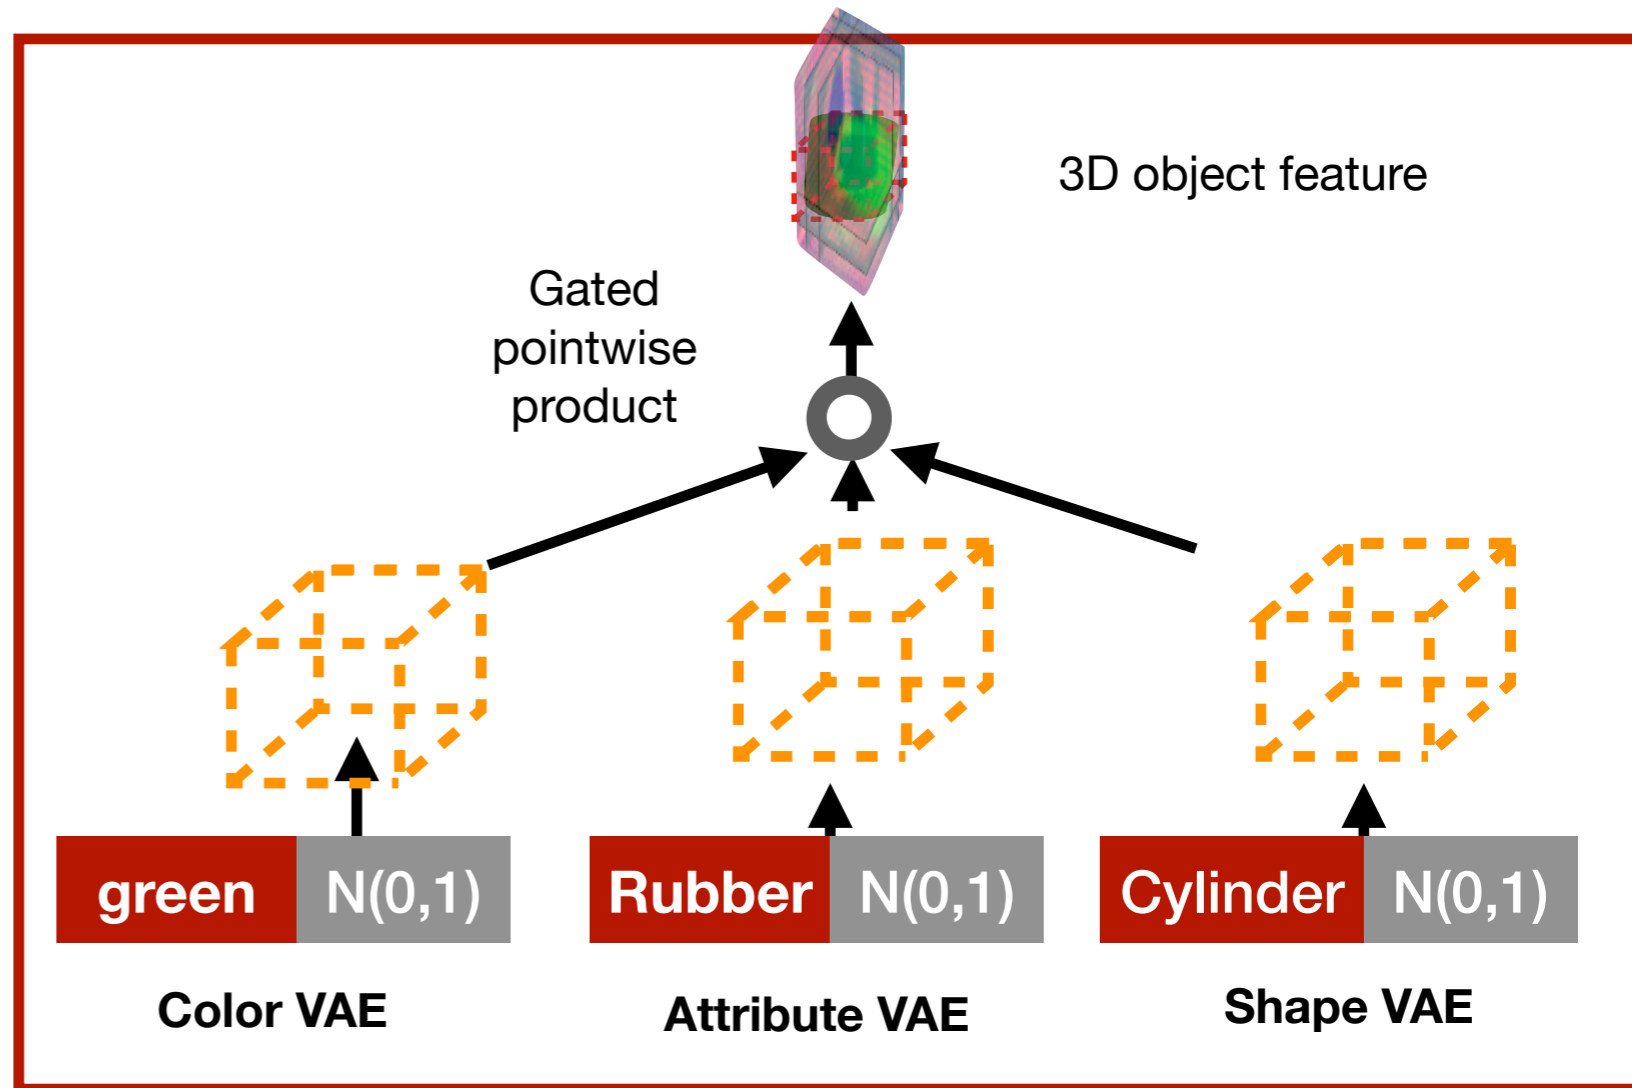 3D object feature
Gated
pointwise
product
green N(0,1)
Rubber N(0,1)
Cylinder N(0,1)
Color VAE
Attribute VAE
Shape VAE